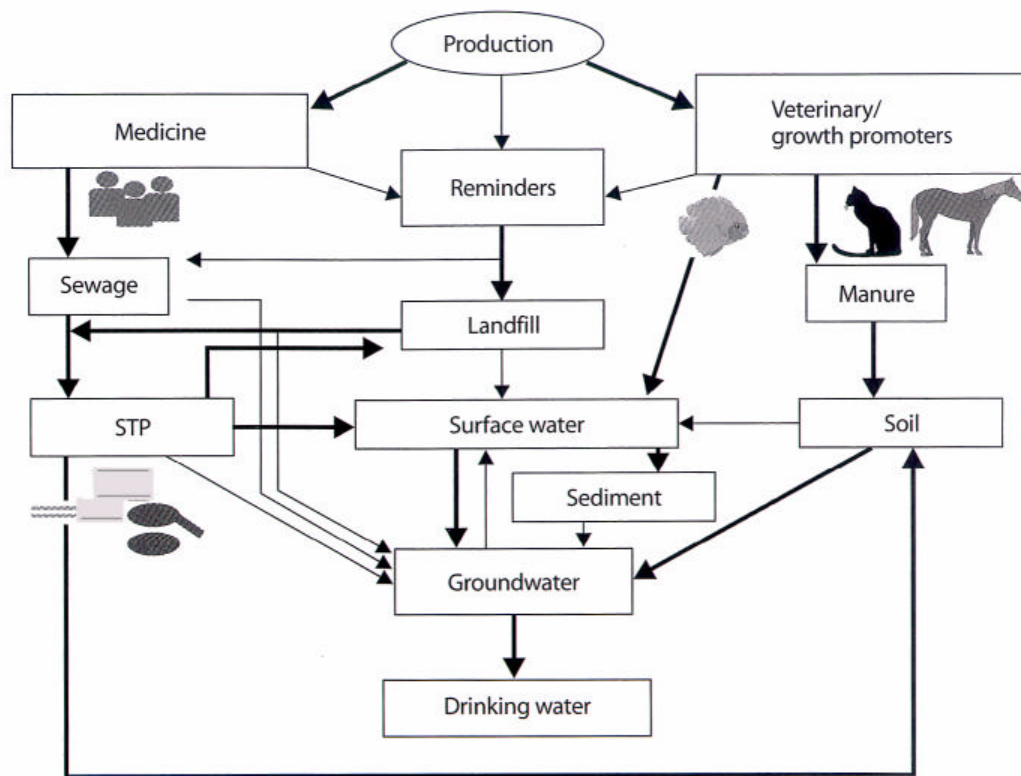 Production
Medicine
Veterinary/
growth promoters
Reminders
Sewage
Landfill
Manure
STP
Surface water
Soil
Sediment
Groundwater
Drinking water